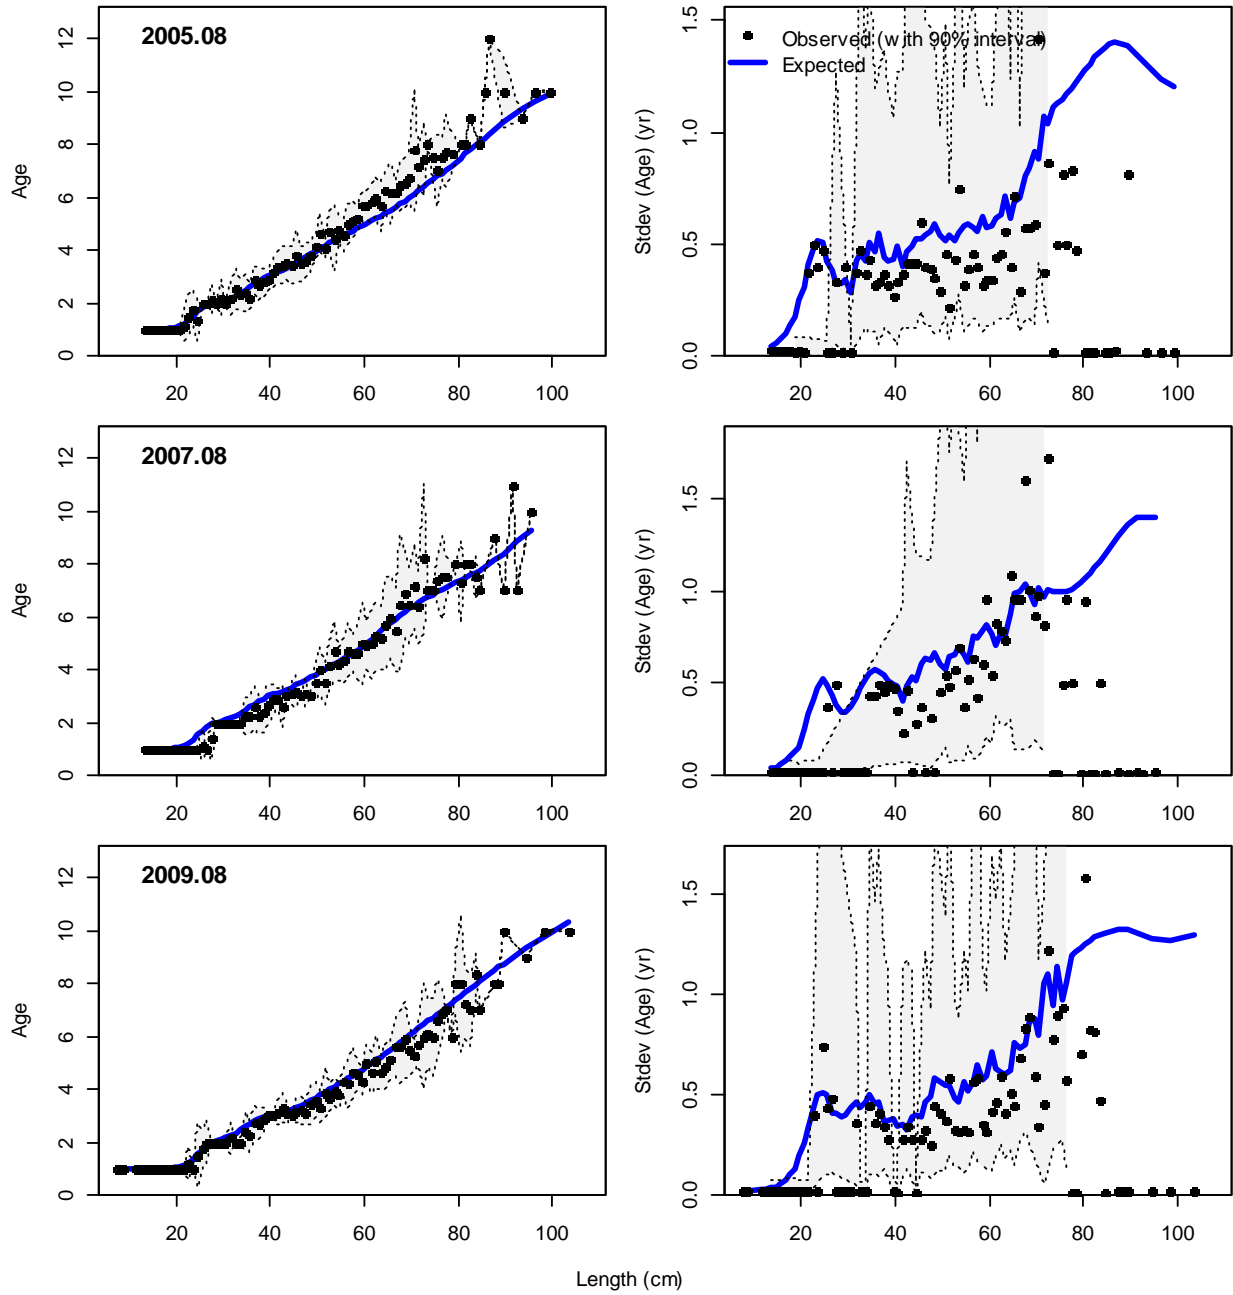 2005.08
Age
0 2 4 6 8 10 12
20 40 60 80 100
Observed (with 90% interval)
Expected
Stdev (Age) (yr)
0.0 0.5 1.0 1.5
20 40 60 80 100
2007.08
Age
0 2 4 6 8 10 12
20 40 60 80 100
Stdev (Age) (yr)
0.0 0.5 1.0 1.5
20 40 60 80 100
2009.08
Age
0 2 4 6 8 10 12
20 40 60 80 100
Stdev (Age) (yr)
0.0 0.5 1.0 1.5
20 40 60 80 100
Length (cm)